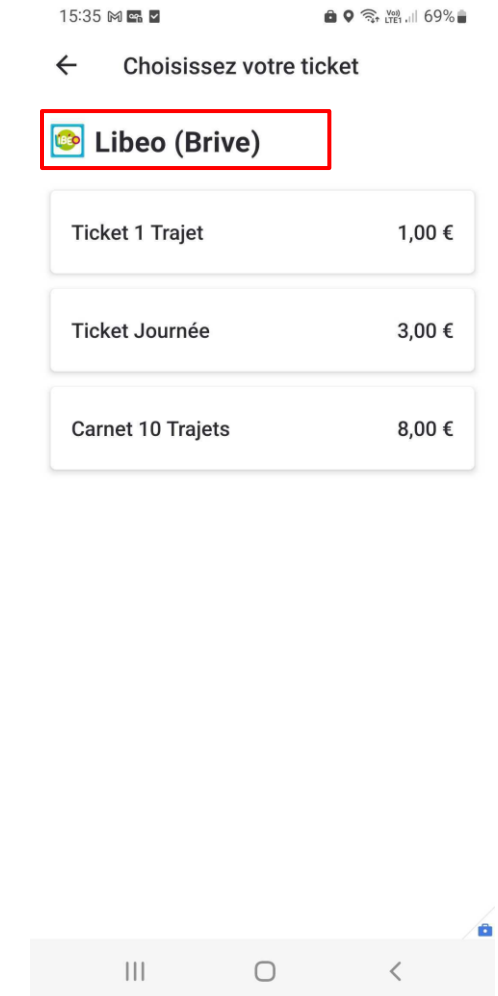 15:35 69%
Choisissez votre ticket
Libeo (Brive)
Ticket 1 Trajet 1,00 €
Ticket Journée 3,00 €
Carnet 10 Trajets 8,00 €